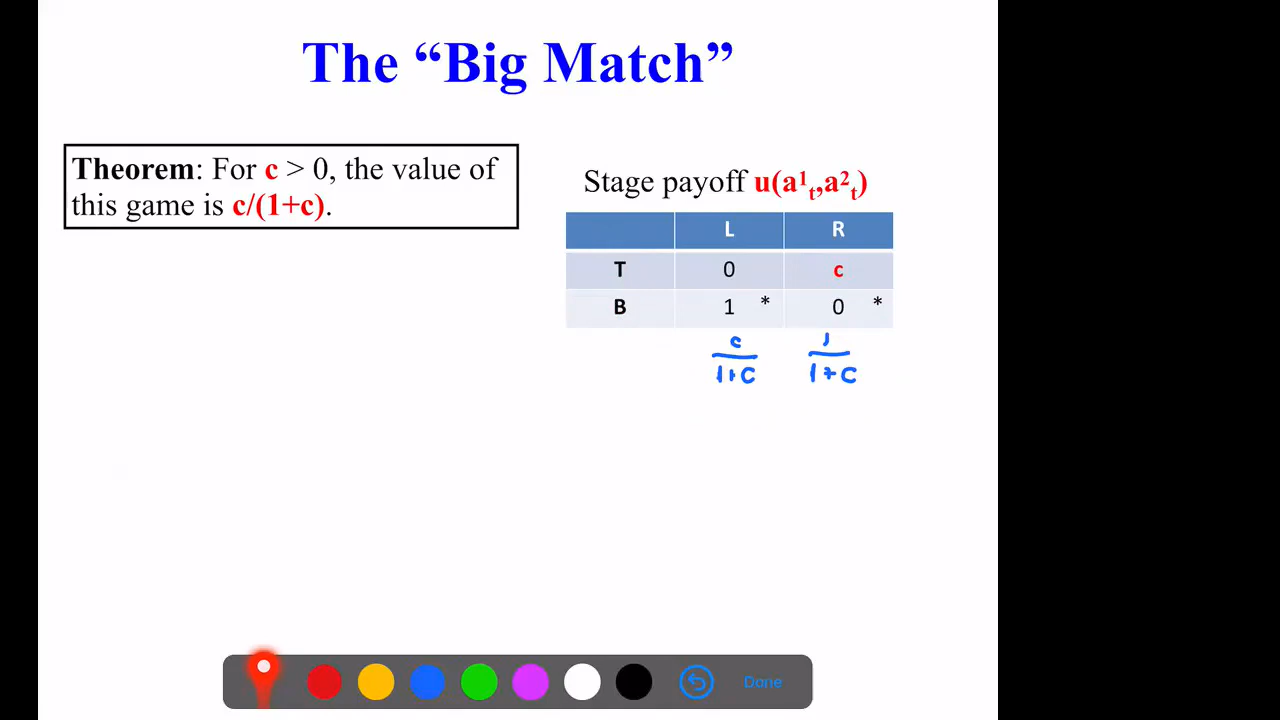 The “Big Match”
Theorem: For c > 0, the value of
this game is c/(1+c).
Stage payoff u(a¹ₜ,a²ₜ)
L R
T 0 c
B 1 * 0 *
c/1+C 1/1+C
Done